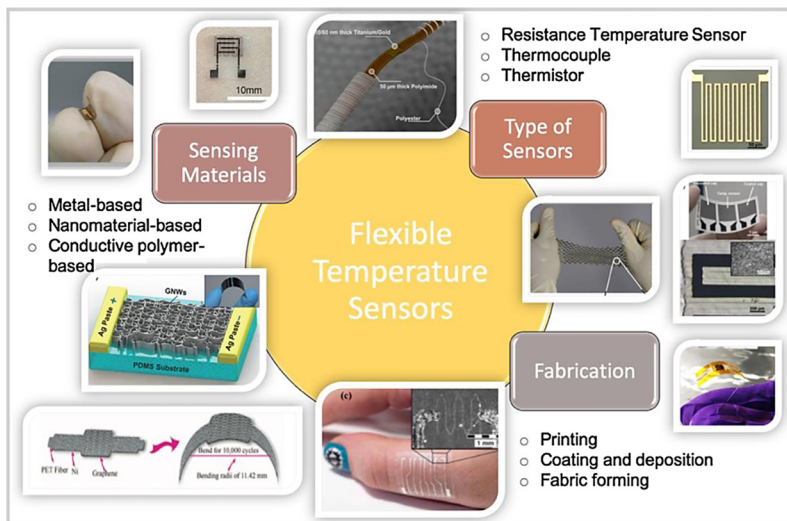 10mm
50 µm thick Polyimide
Polyester
Resistance Temperature Sensor
Thermocouple
Thermistor
Sensing
Materials
Type of
Sensors
Metal-based
Nanomaterial-based
Conductive polymer-
based
Flexible
Temperature
Sensors
GNWs
Ag Paste +
Ag Paste−
PDMS Substrate
Fabrication
PET Fiber
Ni
Graphene
Bend for 10,000 cycles
Bending radii of 11.42 mm
(c)
1 mm
Printing
Coating and deposition
Fabric forming